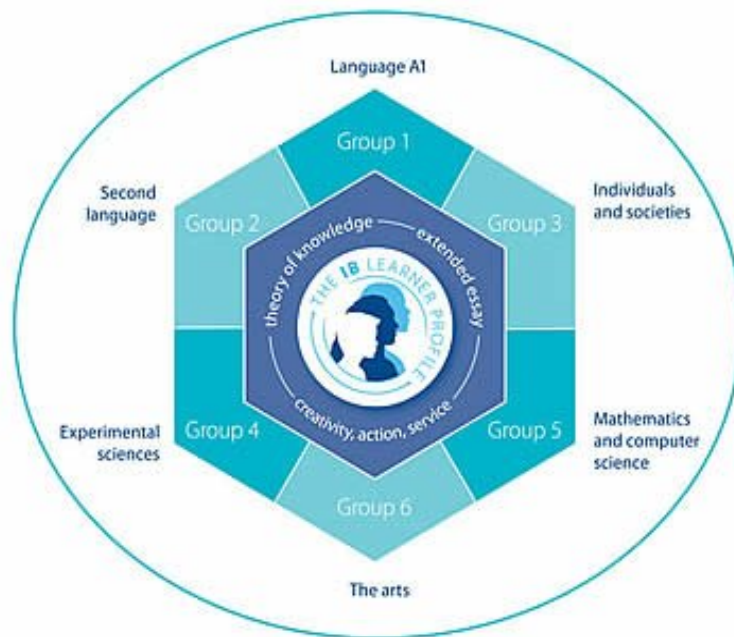 Language A1
Group 1
Second
language
Group 2
Group 3
Individuals
and societies
theory of knowledge
extended essay
THE IB LEARNER PROFILE
creativity, action, service
Experimental
sciences
Group 4
Group 5
Mathematics
and computer
science
Group 6
The arts